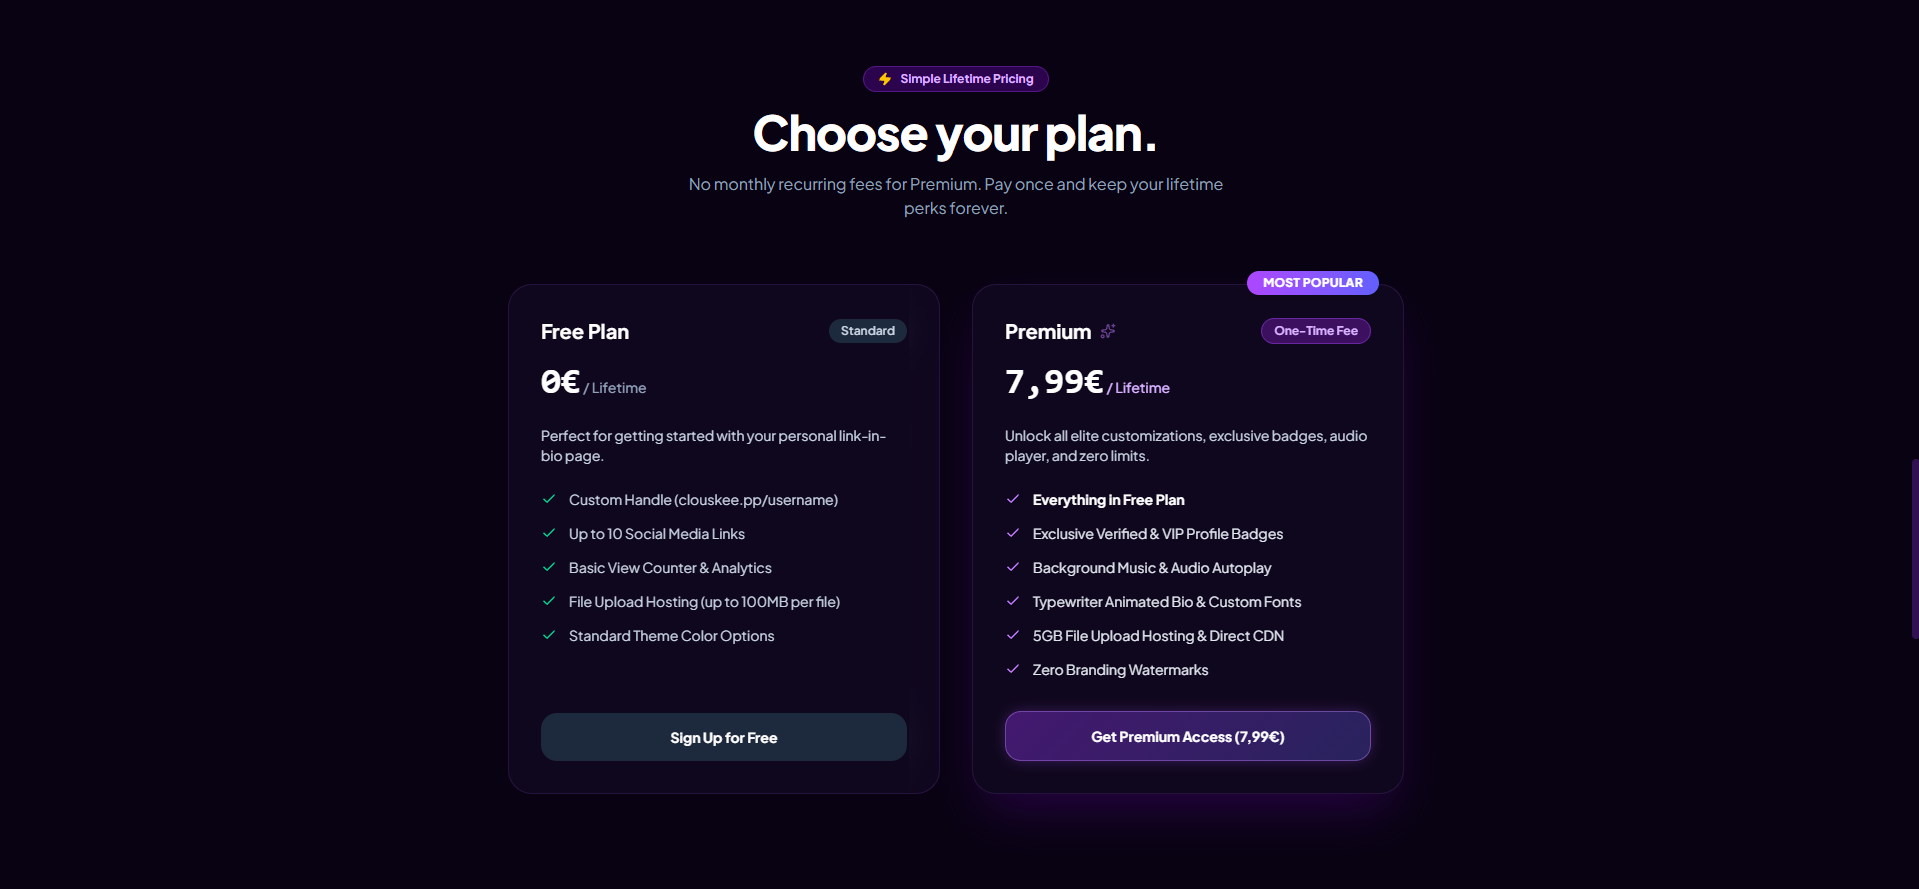 Simple Lifetime Pricing
Choose your plan.
No monthly recurring fees for Premium. Pay once and keep your lifetime
perks forever.
Free Plan
Standard
0€ / Lifetime
Perfect for getting started with your personal link-in-
bio page.
Custom Handle (clouskee.pp/username)
Up to 10 Social Media Links
Basic View Counter & Analytics
File Upload Hosting (up to 100MB per file)
Standard Theme Color Options
Sign Up for Free
MOST POPULAR
Premium
One-Time Fee
7,99€ / Lifetime
Unlock all elite customizations, exclusive badges, audio
player, and zero limits.
Everything in Free Plan
Exclusive Verified & VIP Profile Badges
Background Music & Audio Autoplay
Typewriter Animated Bio & Custom Fonts
5GB File Upload Hosting & Direct CDN
Zero Branding Watermarks
Get Premium Access (7,99€)